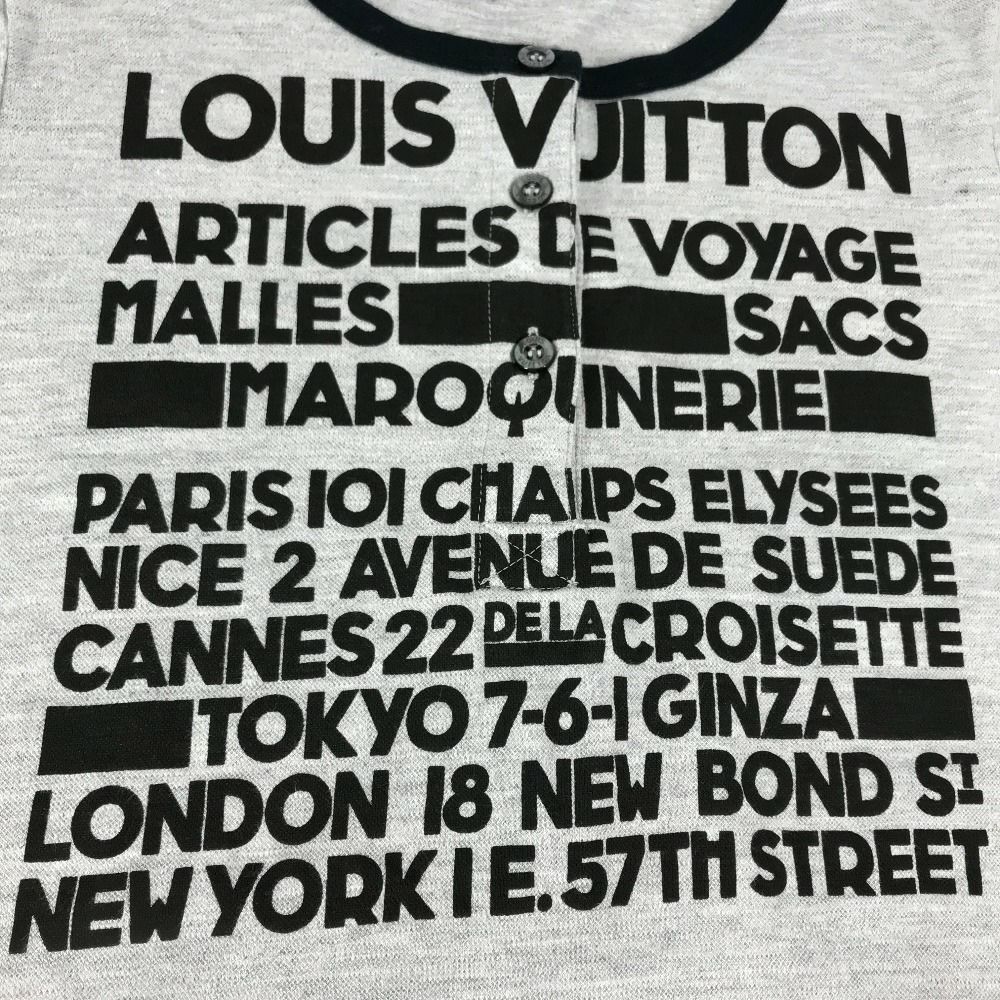 LOUIS VUITTON
ARTICLES DE VOYAGE
MALLES SACS
MAROQUINERIE
PARIS 101 CHAMPS ELYSEES
NICE 2 AVENUE DE SUEDE
CANNES 22 DE LA CROISETTE
TOKYO 7-6-1 GINZA
LONDON 18 NEW BOND ST
NEW YORK 1 E. 57TH STREET